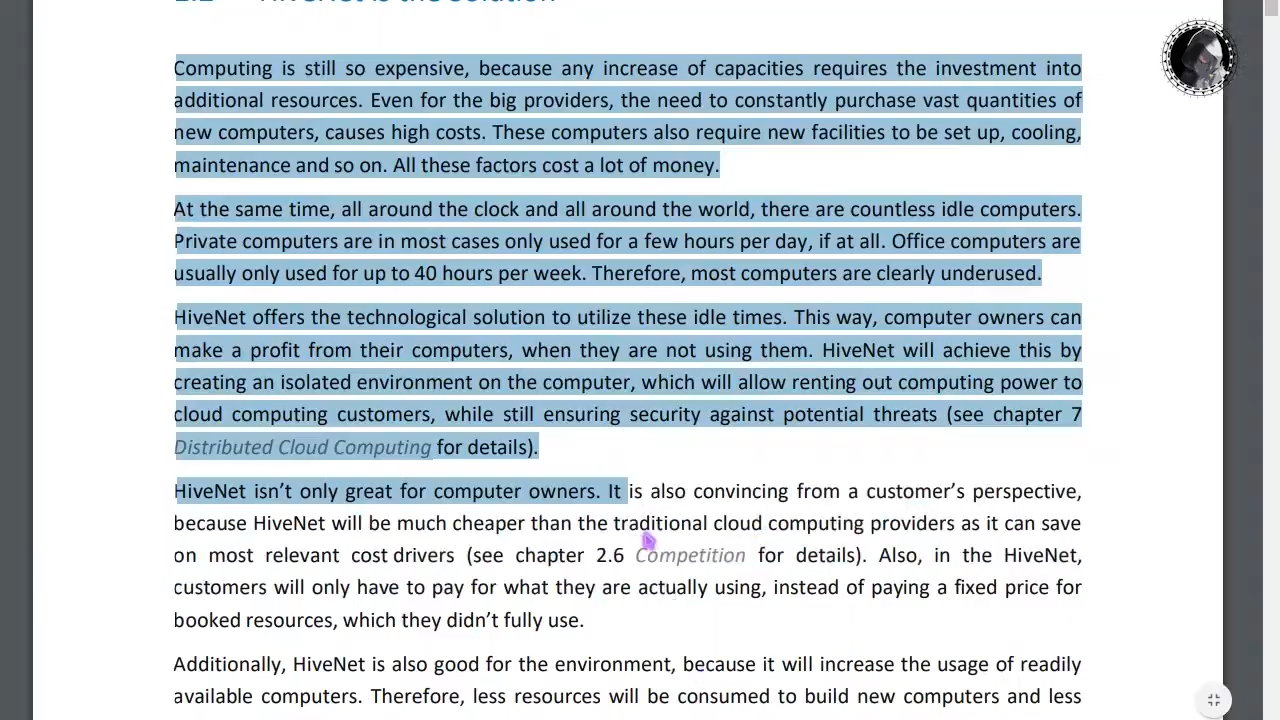 HiveNet is the Solution
Computing is still so expensive, because any increase of capacities requires the investment into
additional resources. Even for the big providers, the need to constantly purchase vast quantities of
new computers, causes high costs. These computers also require new facilities to be set up, cooling,
maintenance and so on. All these factors cost a lot of money.
At the same time, all around the clock and all around the world, there are countless idle computers.
Private computers are in most cases only used for a few hours per day, if at all. Office computers are
usually only used for up to 40 hours per week. Therefore, most computers are clearly underused.
HiveNet offers the technological solution to utilize these idle times. This way, computer owners can
make a profit from their computers, when they are not using them. HiveNet will achieve this by
creating an isolated environment on the computer, which will allow renting out computing power to
cloud computing customers, while still ensuring security against potential threats (see chapter 7
Distributed Cloud Computing for details).
HiveNet isn’t only great for computer owners. It is also convincing from a customer’s perspective,
because HiveNet will be much cheaper than the traditional cloud computing providers as it can save
on most relevant cost drivers (see chapter 2.6 Competition for details). Also, in the HiveNet,
customers will only have to pay for what they are actually using, instead of paying a fixed price for
booked resources, which they didn’t fully use.
Additionally, HiveNet is also good for the environment, because it will increase the usage of readily
available computers. Therefore, less resources will be consumed to build new computers and less